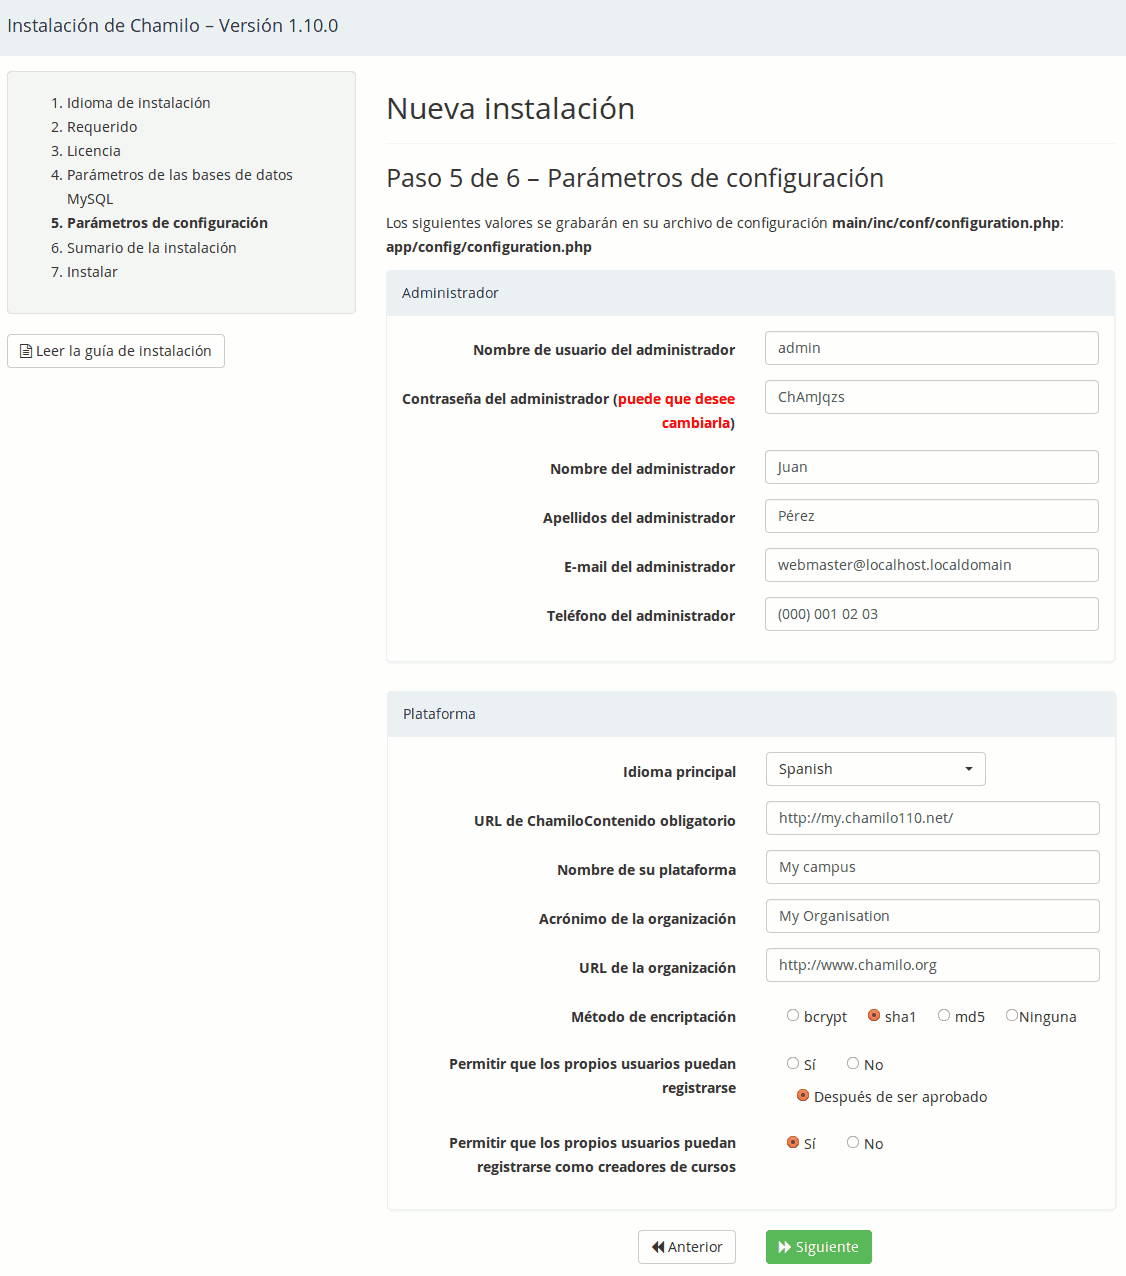 Instalación de Chamilo – Versión 1.10.0
1. Idioma de instalación
2. Requerido
3. Licencia
4. Parámetros de las bases de datos
MySQL
5. Parámetros de configuración
6. Sumario de la instalación
7. Instalar
Leer la guía de instalación
Nueva instalación
Paso 5 de 6 – Parámetros de configuración
Los siguientes valores se grabarán en su archivo de configuración main/inc/conf/configuration.php:
app/config/configuration.php
Administrador
Nombre de usuario del administrador admin
Contraseña del administrador (puede que desee ChAmJqzs
cambiarla)
Nombre del administrador Juan
Apellidos del administrador Pérez
E-mail del administrador webmaster@localhost.localdomain
Teléfono del administrador (000) 001 02 03
Plataforma
Idioma principal Spanish
URL de ChamiloContenido obligatorio http://my.chamilo110.net/
Nombre de su plataforma My campus
Acrónimo de la organización My Organisation
URL de la organización http://www.chamilo.org
Método de encriptación bcrypt sha1 md5 Ninguna
Permitir que los propios usuarios puedan Sí No
registrarse
Después de ser aprobado
Permitir que los propios usuarios puedan Sí No
registrarse como creadores de cursos
Anterior Siguiente